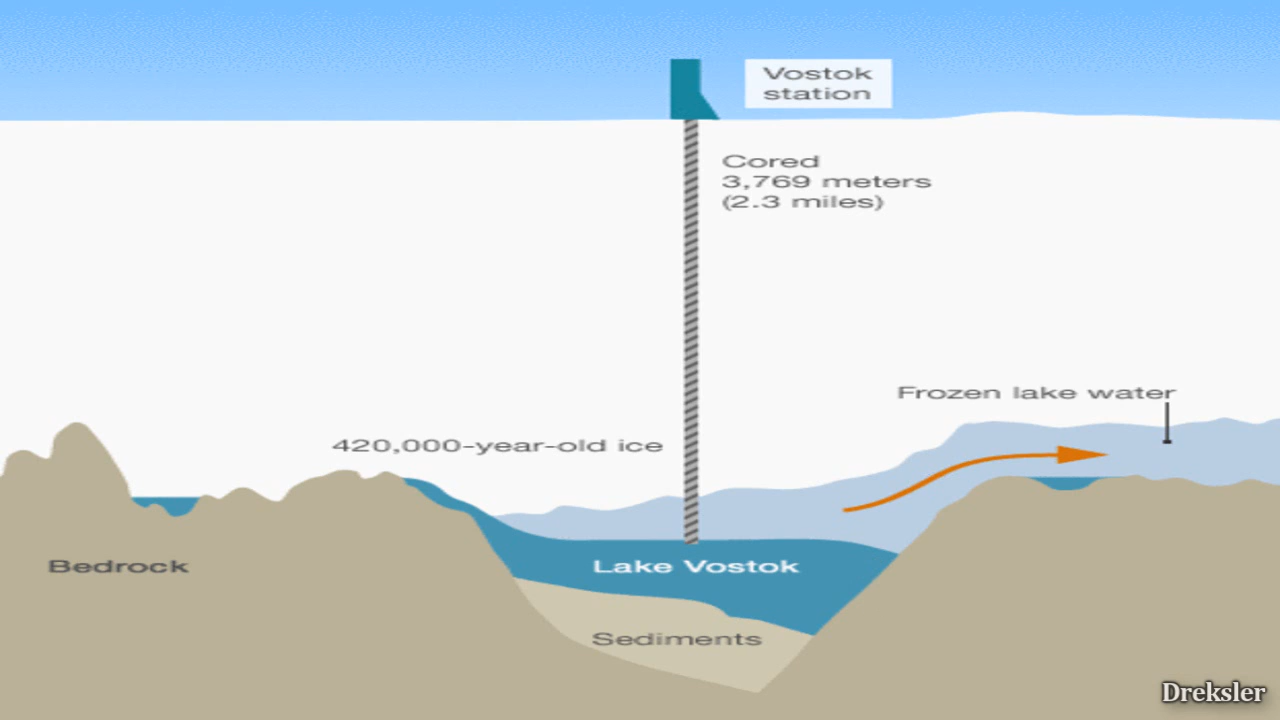 Vostok
station
Cored
3,769 meters
(2.3 miles)
Frozen lake water
420,000-year-old ice
Bedrock
Lake Vostok
Sediments
Dreksler